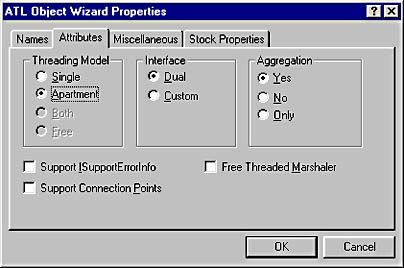 ATL Object Wizard Properties
Names Attributes Miscellaneous Stock Properties
Threading Model Interface Aggregation
Single Dual Yes
Apartment Custom No
Both Only
Free
Support ISupportErrorInfo Free Threaded Marshaler
Support Connection Points
OK Cancel